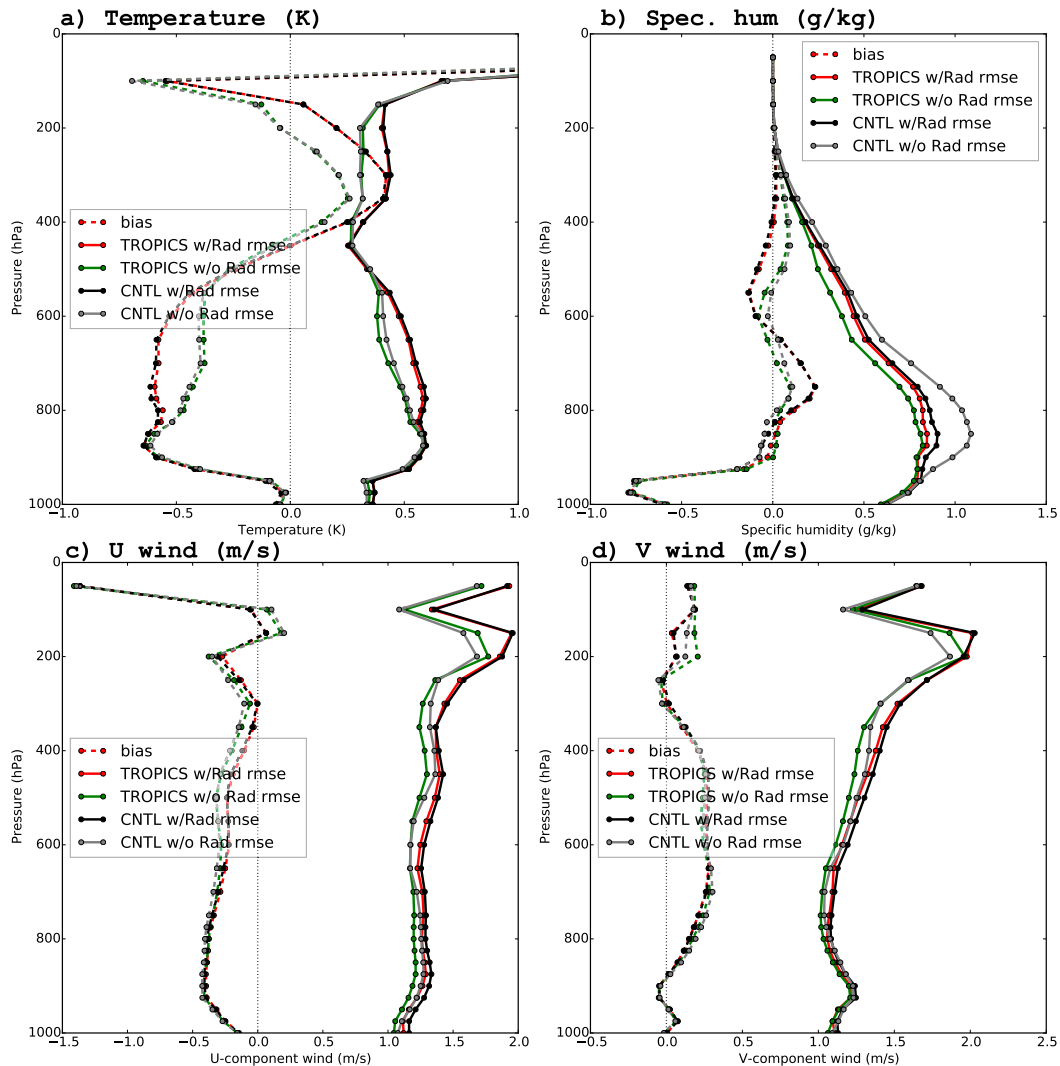 a) Temperature (K)
0
200
400
600
800
1000
Pressure (hPa)
bias
TROPICS w/Rad rmse
TROPICS w/o Rad rmse
CNTL w/Rad rmse
CNTL w/o Rad rmse
−1.0 −0.5 0.0 0.5 1.0
Temperature (K)
b) Spec. hum (g/kg)
0
200
400
600
800
1000
Pressure (hPa)
bias
TROPICS w/Rad rmse
TROPICS w/o Rad rmse
CNTL w/Rad rmse
CNTL w/o Rad rmse
−1.0 −0.5 0.0 0.5 1.0 1.5
Specific humidity (g/kg)
c) U wind (m/s)
0
200
400
600
800
1000
Pressure (hPa)
bias
TROPICS w/Rad rmse
TROPICS w/o Rad rmse
CNTL w/Rad rmse
CNTL w/o Rad rmse
−1.5 −1.0 −0.5 0.0 0.5 1.0 1.5 2.0
U-component wind (m/s)
d) V wind (m/s)
0
200
400
600
800
1000
Pressure (hPa)
bias
TROPICS w/Rad rmse
TROPICS w/o Rad rmse
CNTL w/Rad rmse
CNTL w/o Rad rmse
−0.5 0.0 0.5 1.0 1.5 2.0 2.5
V-component wind (m/s)